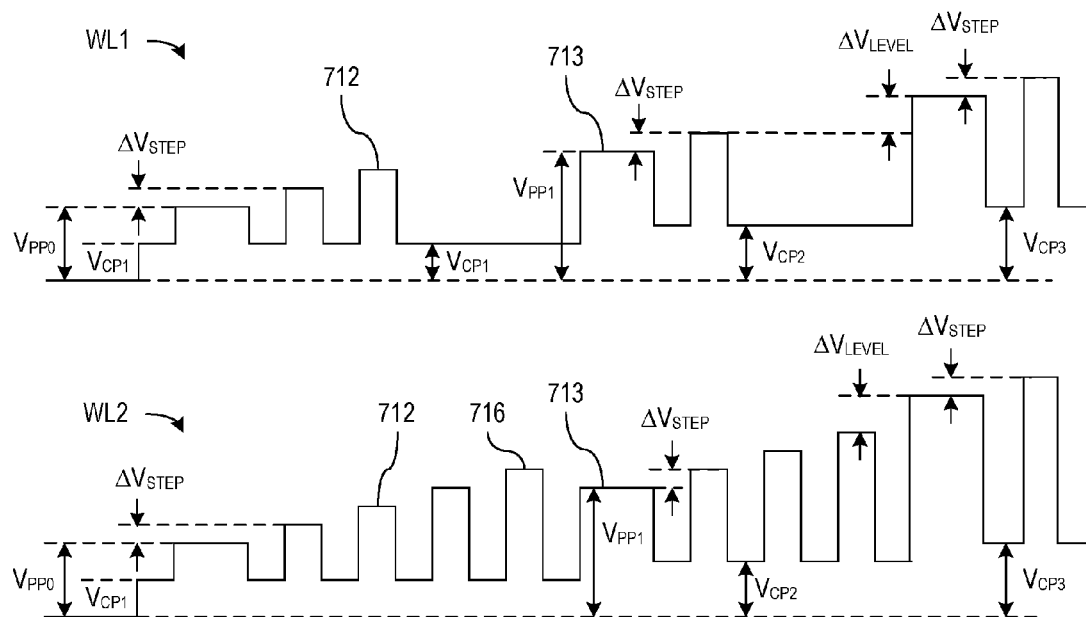 WL1
712
713
ΔVSTEP
ΔVLEVEL
ΔVSTEP
ΔVSTEP
VPP0
VCP1
VCP1
VPP1
VCP2
VCP3
WL2
712
716
713
ΔVSTEP
ΔVLEVEL
ΔVSTEP
ΔVSTEP
VPP0
VCP1
VPP1
VCP2
VCP3